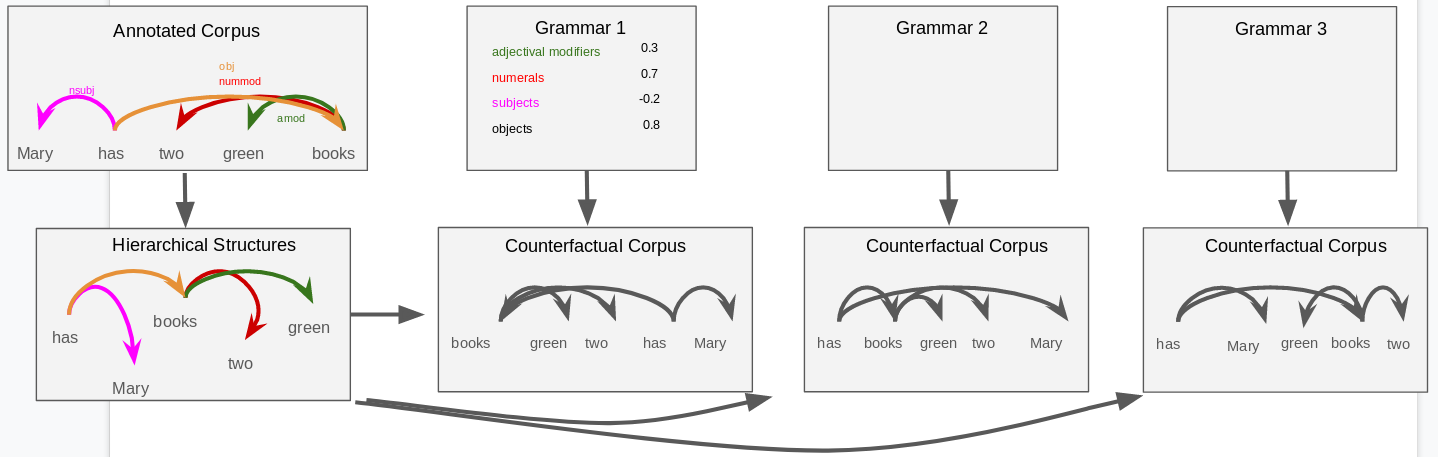 Annotated Corpus
obj
nummod
nsubj
amod
Mary has two green books
Grammar 1
adjectival modifiers 0.3
numerals 0.7
subjects -0.2
objects 0.8
Grammar 2
Grammar 3
Hierarchical Structures
has
books
green
two
Mary
Counterfactual Corpus
books green two has Mary
Counterfactual Corpus
has books green two Mary
Counterfactual Corpus
has Mary green books two